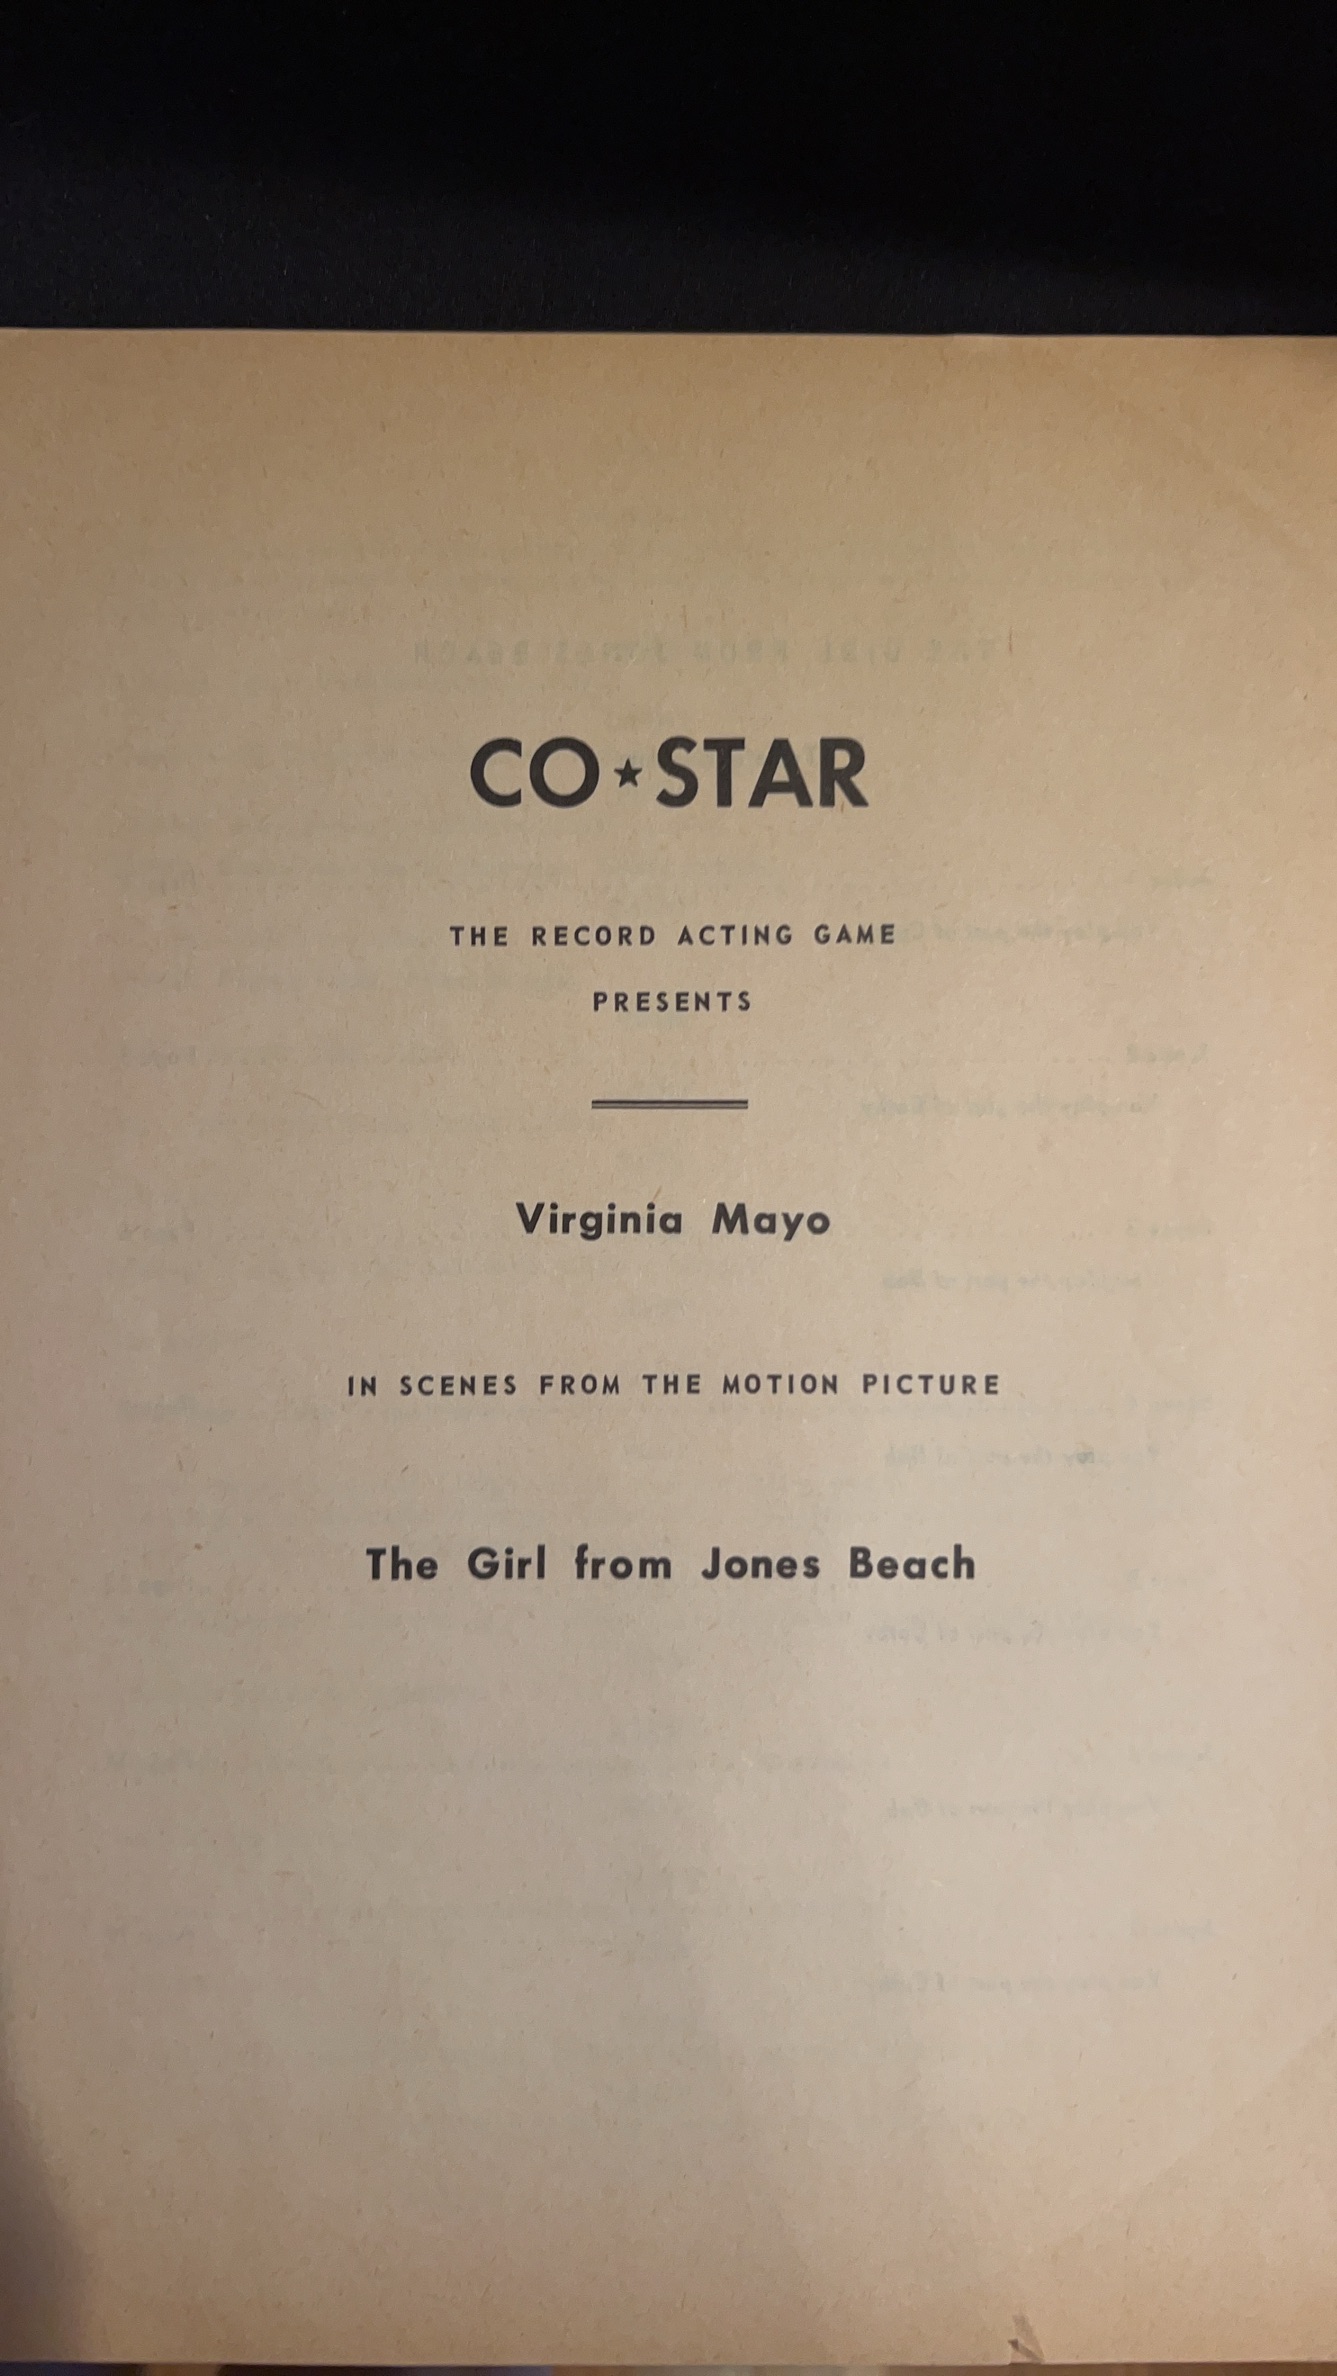 CO★STAR
THE RECORD ACTING GAME
PRESENTS
Virginia Mayo
IN SCENES FROM THE MOTION PICTURE
The Girl from Jones Beach